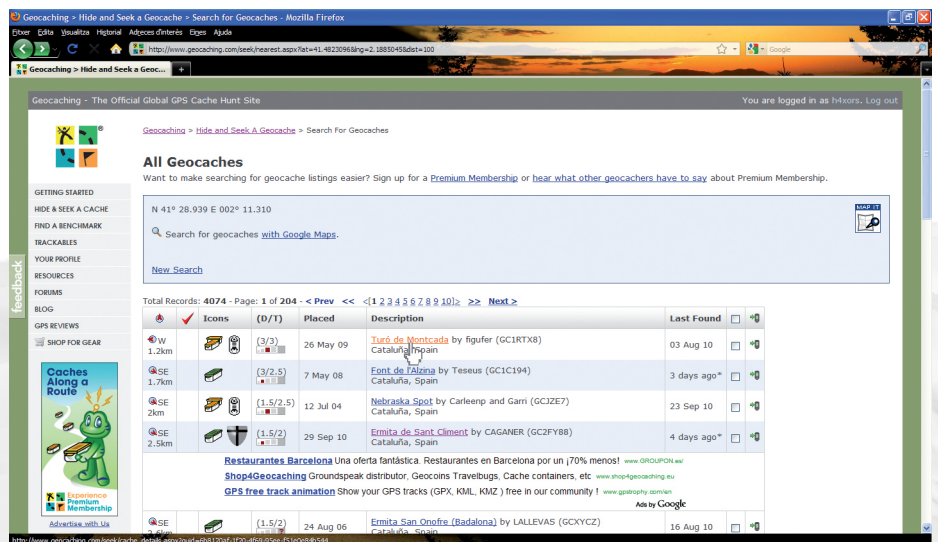 Geocaching > Hide and Seek a Geocache > Search for Geocaches - Mozilla Firefox
Fitxer Edita Visualitza Historial Adreces d'interès Eines Ajuda
http://www.geocaching.com/seek/nearest.aspx?lat=41.4823096&lng=2.1885045&dist=100
Google
Geocaching > Hide and Seek a Geoc...
Geocaching - The Official Global GPS Cache Hunt Site
You are logged in as h4xors. Log out
Geocaching > Hide and Seek A Geocache > Search For Geocaches
All Geocaches
Want to make searching for geocache listings easier? Sign up for a Premium Membership or hear what other geocachers have to say about Premium Membership.
GETTING STARTED
HIDE & SEEK A CACHE
FIND A BENCHMARK
TRACKABLES
YOUR PROFILE
RESOURCES
FORUMS
BLOG
GPS REVIEWS
SHOP FOR GEAR
feedback
N 41° 28.939 E 002° 11.310
MAP IT
Search for geocaches with Google Maps.
New Search
Total Records: 4074 - Page: 1 of 204 - < Prev << <[1 2 3 4 5 6 7 8 9 10]> >> Next >
Icons (D/T) Placed Description Last Found
W (3/3) 26 May 09 Turó de Montcada by figufer (GC1RTX8) 03 Aug 10
1.2km Cataluña, Spain
SE (3/2.5) 7 May 08 Font de l'Alzina by Teseus (GC1C194) 3 days ago*
1.7km Cataluña, Spain
SE (1.5/2.5) 12 Jul 04 Nebraska Spot by Carleenp and Garri (GCJZE7) 23 Sep 10
2km Cataluña, Spain
SE (1.5/2) 29 Sep 10 Ermita de Sant Climent by CAGANER (GC2FY88) 4 days ago*
2.5km Cataluña, Spain
Restaurantes Barcelona Una oferta fantástica. Restaurantes en Barcelona por un ¡70% menos! www.GROUPON.es/
Shop4Geocaching Groundspeak distributor, Geocoins Travelbugs, Cache containers, etc www.shop4geocaching.eu
GPS free track animation Show your GPS tracks (GPX, KML, KMZ ) free in our community ! www.gpstrophy.com/en
Ads by Google
SE (1.5/2) 24 Aug 06 Ermita San Onofre (Badalona) by LALLEVAS (GCXYCZ) 16 Aug 10
2.6km Cataluña, Spain
Caches
Along a
Route
Experience
Premium
Membership
Advertise with Us